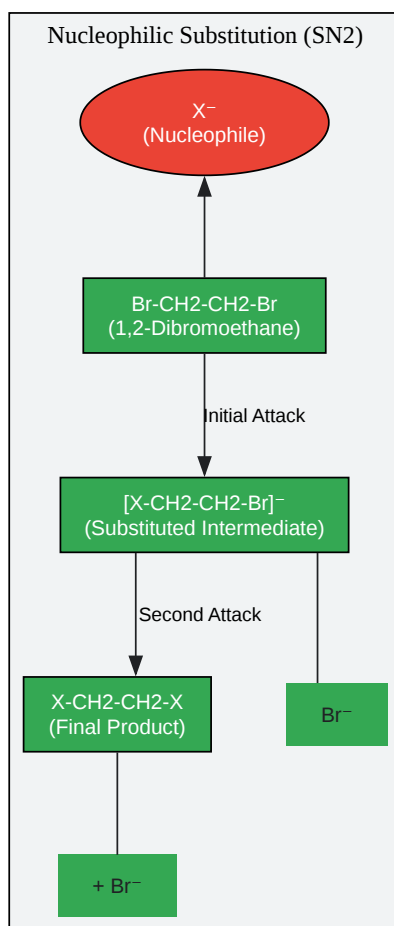 Nucleophilic Substitution (SN2)
X⁻
(Nucleophile)
Br-CH2-CH2-Br
(1,2-Dibromoethane)
Initial Attack
[X-CH2-CH2-Br]⁻
(Substituted Intermediate)
Second Attack
X-CH2-CH2-X
(Final Product)
Br⁻
+ Br⁻